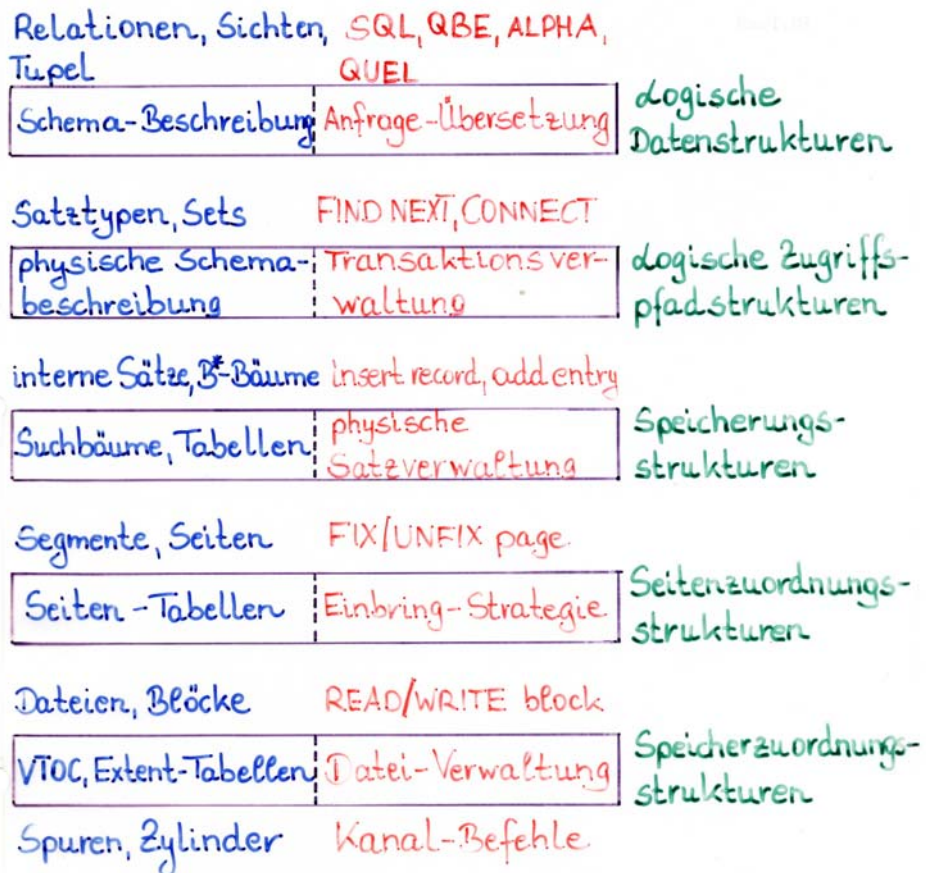 Relationen, Sichten, SQL, QBE, ALPHA,
Tupel QUEL
Schema-Beschreibung Anfrage-Übersetzung Logische
Datenstrukturen
Satztypen, Sets FIND NEXT, CONNECT
physische Schema- Transaktionsver- Logische Zugriffs-
beschreibung waltung pfadstrukturen
interne Sätze, B*-Bäume insert record, add entry
Suchbäume, Tabellen physische Speicherungs-
Satzverwaltung strukturen
Segmente, Seiten FIX/UNFIX page.
Seiten-Tabellen Einbring-Strategie Seitenzuordnungs-
strukturen
Dateien, Blöcke READ/WRITE block
VTOC, Extent-Tabellen Datei-Verwaltung Speicherzuordnungs-
strukturen
Spuren, Zylinder Kanal-Befehle